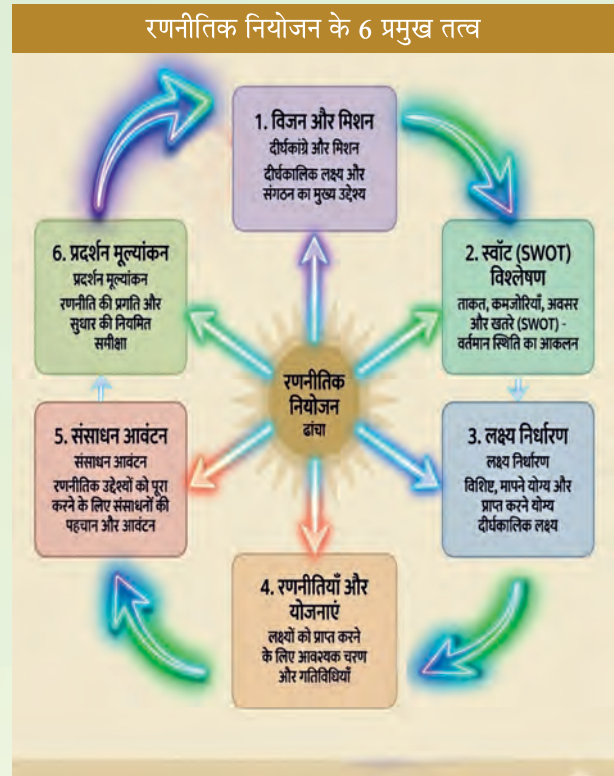 रणनीतिक नियोजन के 6 प्रमुख तत्व
1. विजन और मिशन
दीर्घकांग्रे और मिशन
दीर्घकालिक लक्ष्य और
संगठन का मुख्य उद्देश्य
2. स्वॉट (SWOT)
विश्लेषण
ताकत, कमजोरियाँ, अवसर
और खतरे (SWOT) -
वर्तमान स्थिति का आकलन
3. लक्ष्य निर्धारण
लक्ष्य निर्धारण
विशिष्ट, मापने योग्य और
प्राप्त करने योग्य
दीर्घकालिक लक्ष्य
4. रणनीतियाँ और
योजनाएं
लक्ष्यों को प्राप्त करने
के लिए आवश्यक चरण
और गतिविधियाँ
5. संसाधन आवंटन
संसाधन आवंटन
रणनीतिक उद्देश्यों को पूरा
करने के लिए संसाधनों की
पहचान और आवंटन
6. प्रदर्शन मूल्यांकन
प्रदर्शन मूल्यांकन
रणनीति की प्रगति और
सुधार की नियमित
समीक्षा
रणनीतिक
नियोजन
ढांचा